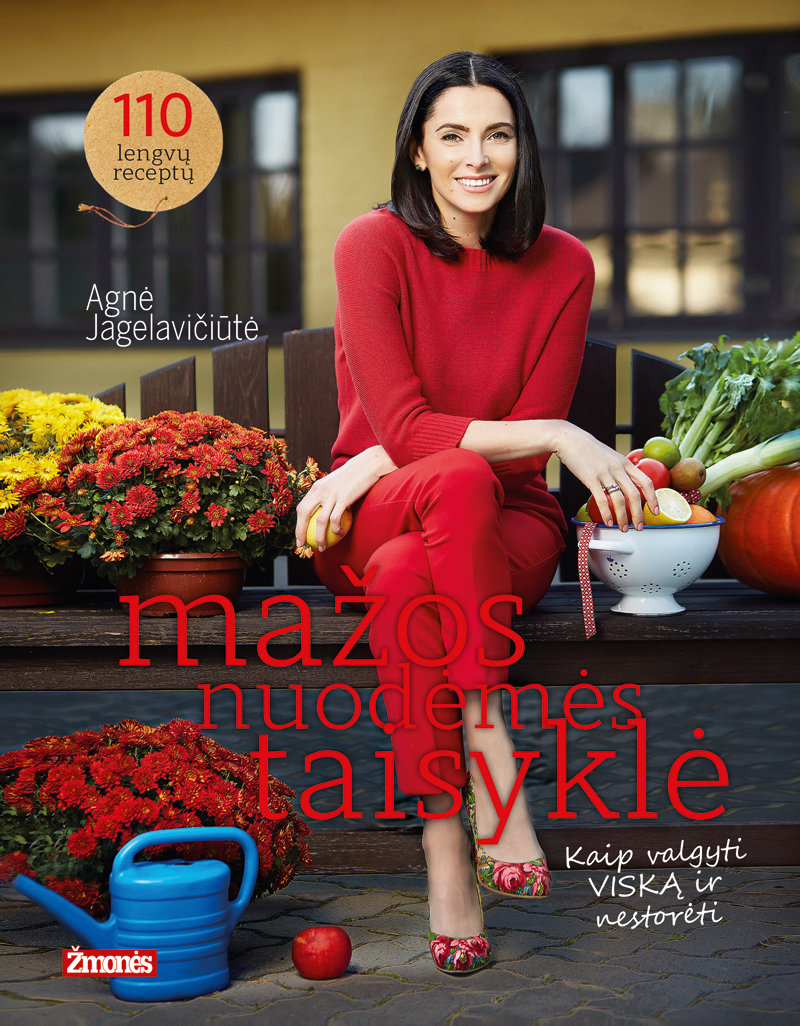 110
lengvų
receptų
Agnė
Jagelavičiūtė
mažos
nuodėmės
taisyklė
Kaip valgyti
VISKĄ ir
nestorėti
Žmonės